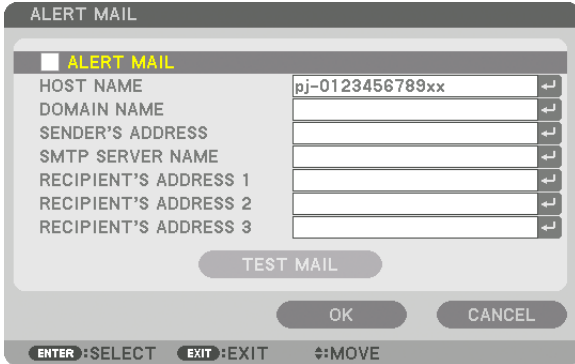 ALERT MAIL
ALERT MAIL
HOST NAME pj-0123456789xx
DOMAIN NAME
SENDER'S ADDRESS
SMTP SERVER NAME
RECIPIENT'S ADDRESS 1
RECIPIENT'S ADDRESS 2
RECIPIENT'S ADDRESS 3
TEST MAIL
OK CANCEL
ENTER :SELECT EXIT :EXIT :MOVE